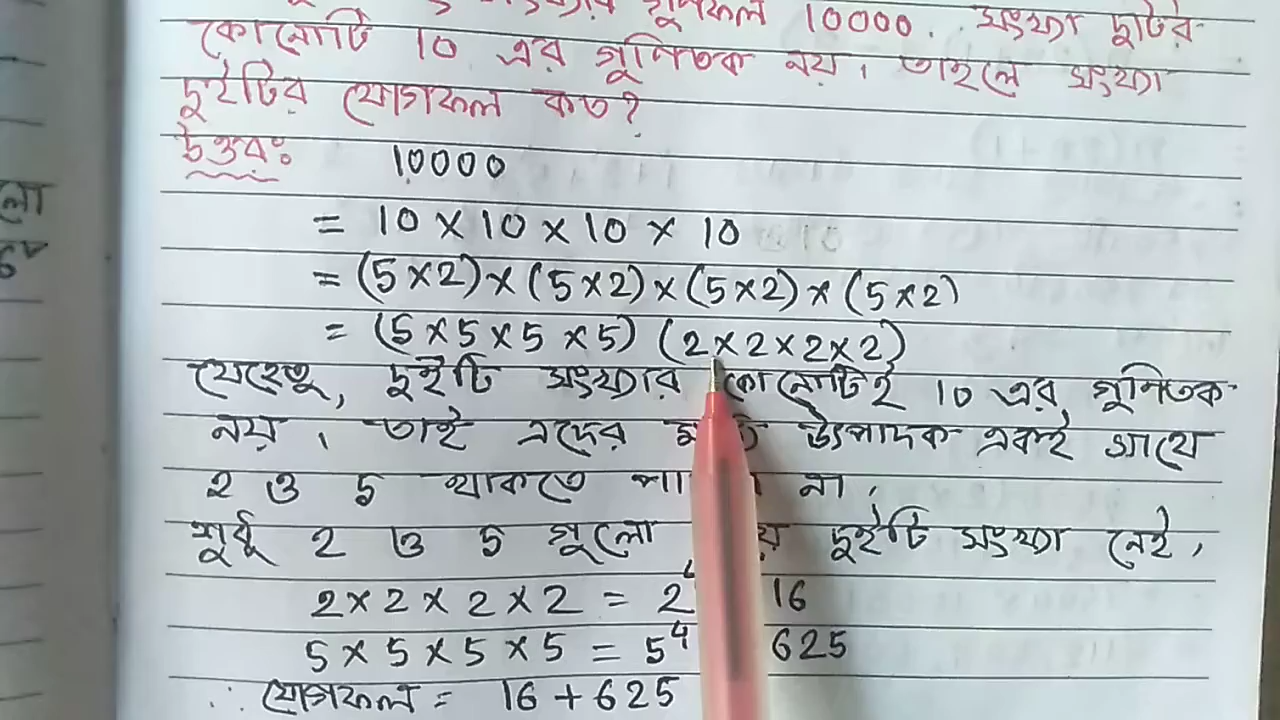 সংখ্যার গুণফল 10000. সংখ্যা দুটির
কোনোটি 10 এর গুণিতক নয়। তাহলে সংখ্যা
দুইটির যোগফল কত?
উত্তর: 10000
= 10 × 10 × 10 × 10
= (5×2) × (5×2) × (5×2) × (5×2)
= (5 × 5 × 5 × 5) (2×2×2×2)
যেহেতু, দুইটি সংখ্যার কোনোটিই 10 এর গুণিতক
নয়। তাই এদের উৎপাদক একই সাথে
2 ও 5 থাকতে না।
শুধু 2 ও 5 গুলো দুইটি সংখ্যা নেই,
2 × 2 × 2 × 2 = 2 16
5 × 5 × 5 × 5 = 5⁴ 625
∴ যোগফল = 16 + 625